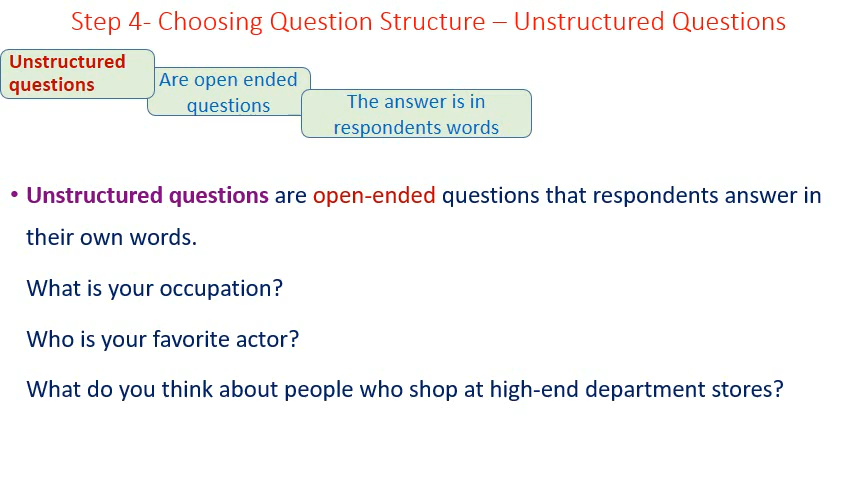 Step 4- Choosing Question Structure – Unstructured Questions
Unstructured
questions
Are open ended
questions
The answer is in
respondents words
• Unstructured questions are open-ended questions that respondents answer in
their own words.
What is your occupation?
Who is your favorite actor?
What do you think about people who shop at high-end department stores?